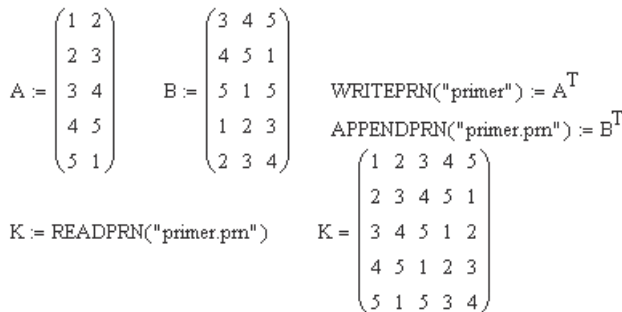 A := (1 2) B := (3 4 5)
(2 3) (4 5 1)
(3 4) (5 1 5) WRITEPRN("primer") := A^T
(4 5) (1 2 3) APPENDPRN("primer.prn") := B^T
(5 1) (2 3 4)
K := READPRN("primer.prn") K = (1 2 3 4 5)
(2 3 4 5 1)
(3 4 5 1 2)
(4 5 1 2 3)
(5 1 5 3 4)